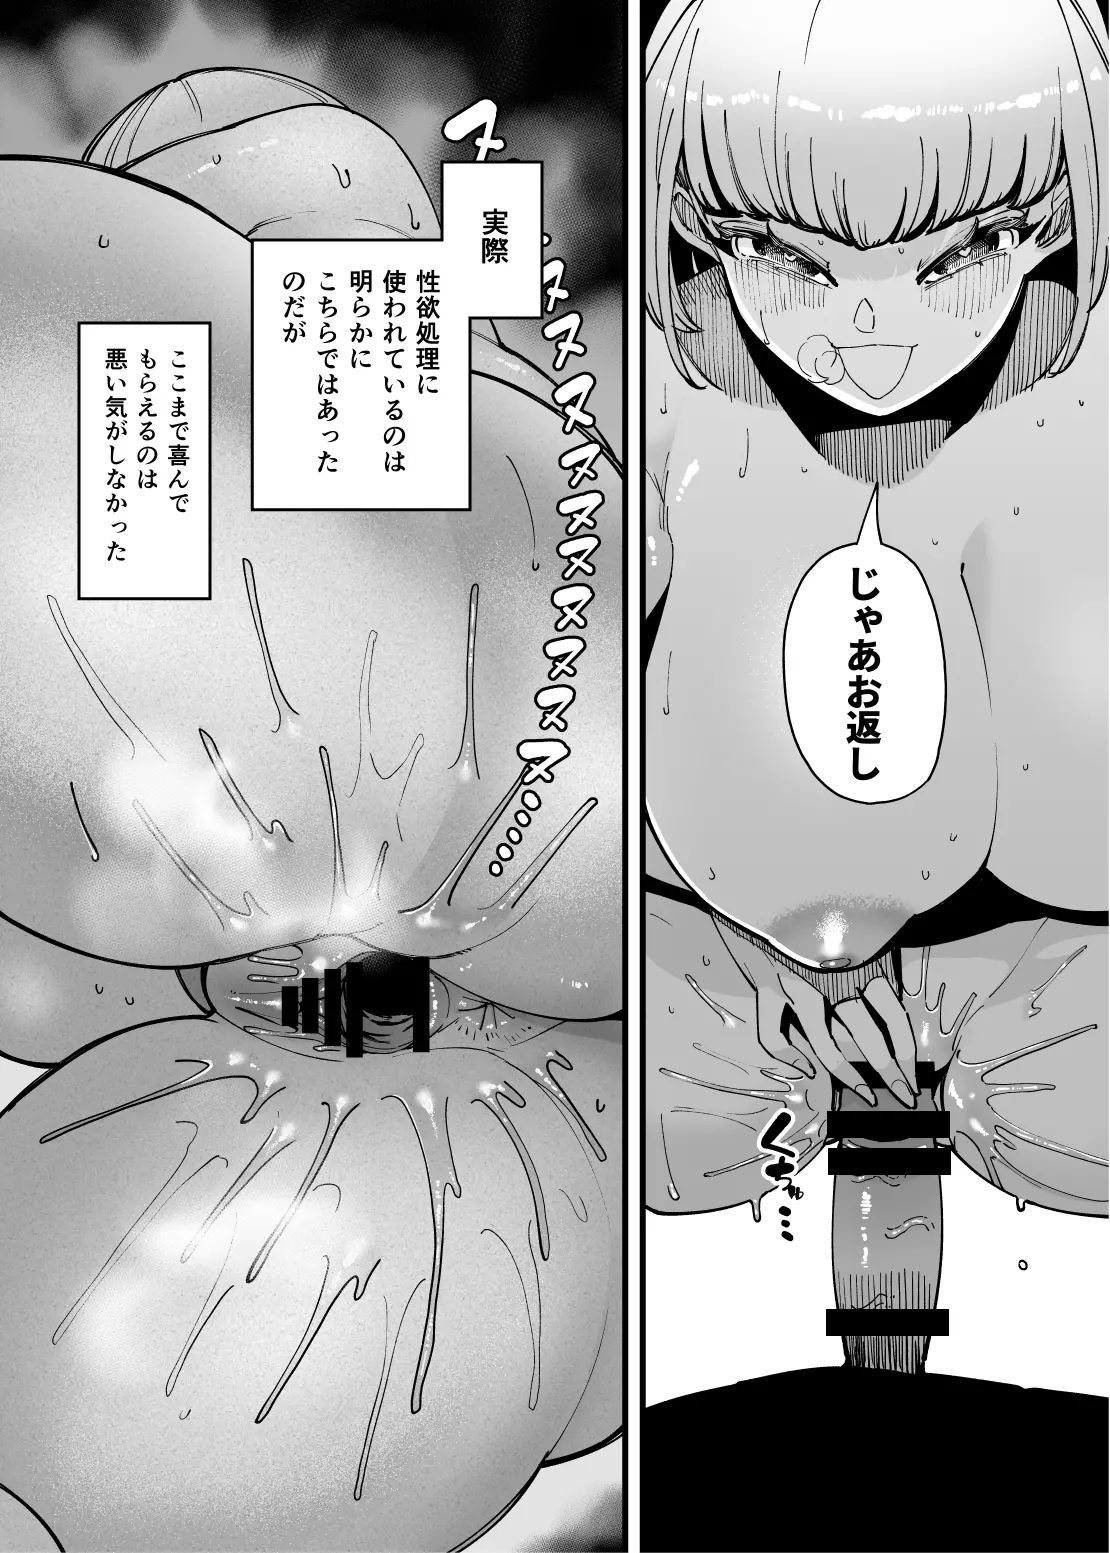 じゃあお返し
くちゅ…
実際
性欲処理に
使われているのは
明らかに
こちらではあった
のだが
ここまで喜んで
もらえるのは
悪い気がしなかった
ヌヌヌヌヌヌヌヌヌヌヌヌ……